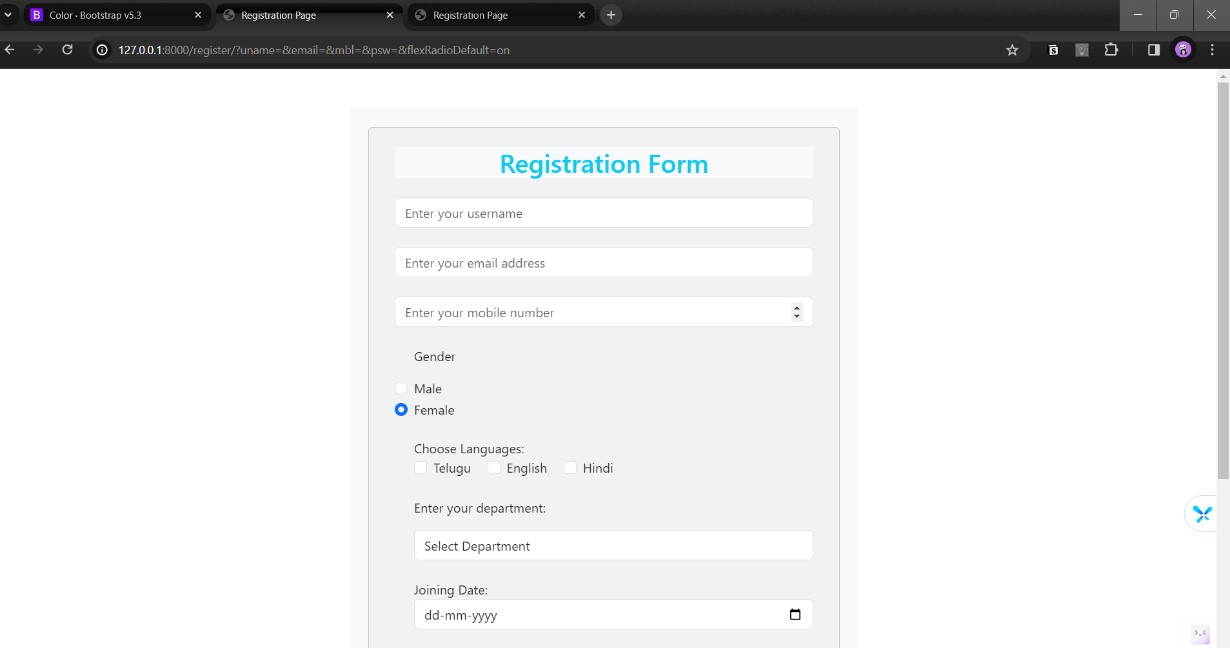 B Color · Bootstrap v5.3
Registration Page
Registration Page
127.0.0.1:8000/register/?uname=&email=&mbl=&psw=&flexRadioDefault=on
Registration Form
Enter your username
Enter your email address
Enter your mobile number
Gender
Male
Female
Choose Languages:
Telugu English Hindi
Enter your department:
Select Department
Joining Date:
dd-mm-yyyy